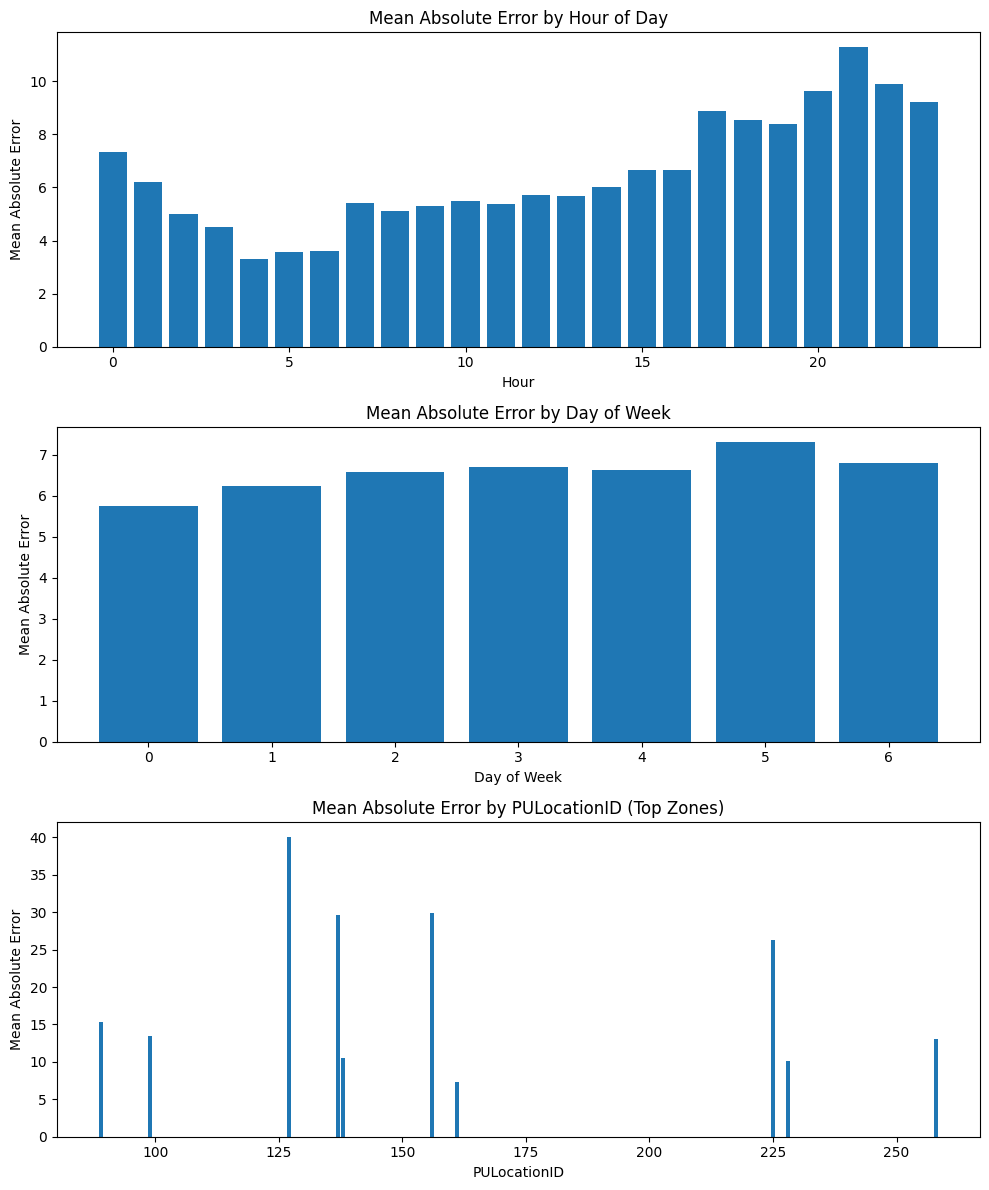 Mean Absolute Error by Hour of Day
Mean Absolute Error
10
8
6
4
2
0
0 5 10 15 20
Hour
Mean Absolute Error by Day of Week
Mean Absolute Error
7
6
5
4
3
2
1
0
0 1 2 3 4 5 6
Day of Week
Mean Absolute Error by PULocationID (Top Zones)
Mean Absolute Error
40
35
30
25
20
15
10
5
0
100 125 150 175 200 225 250
PULocationID